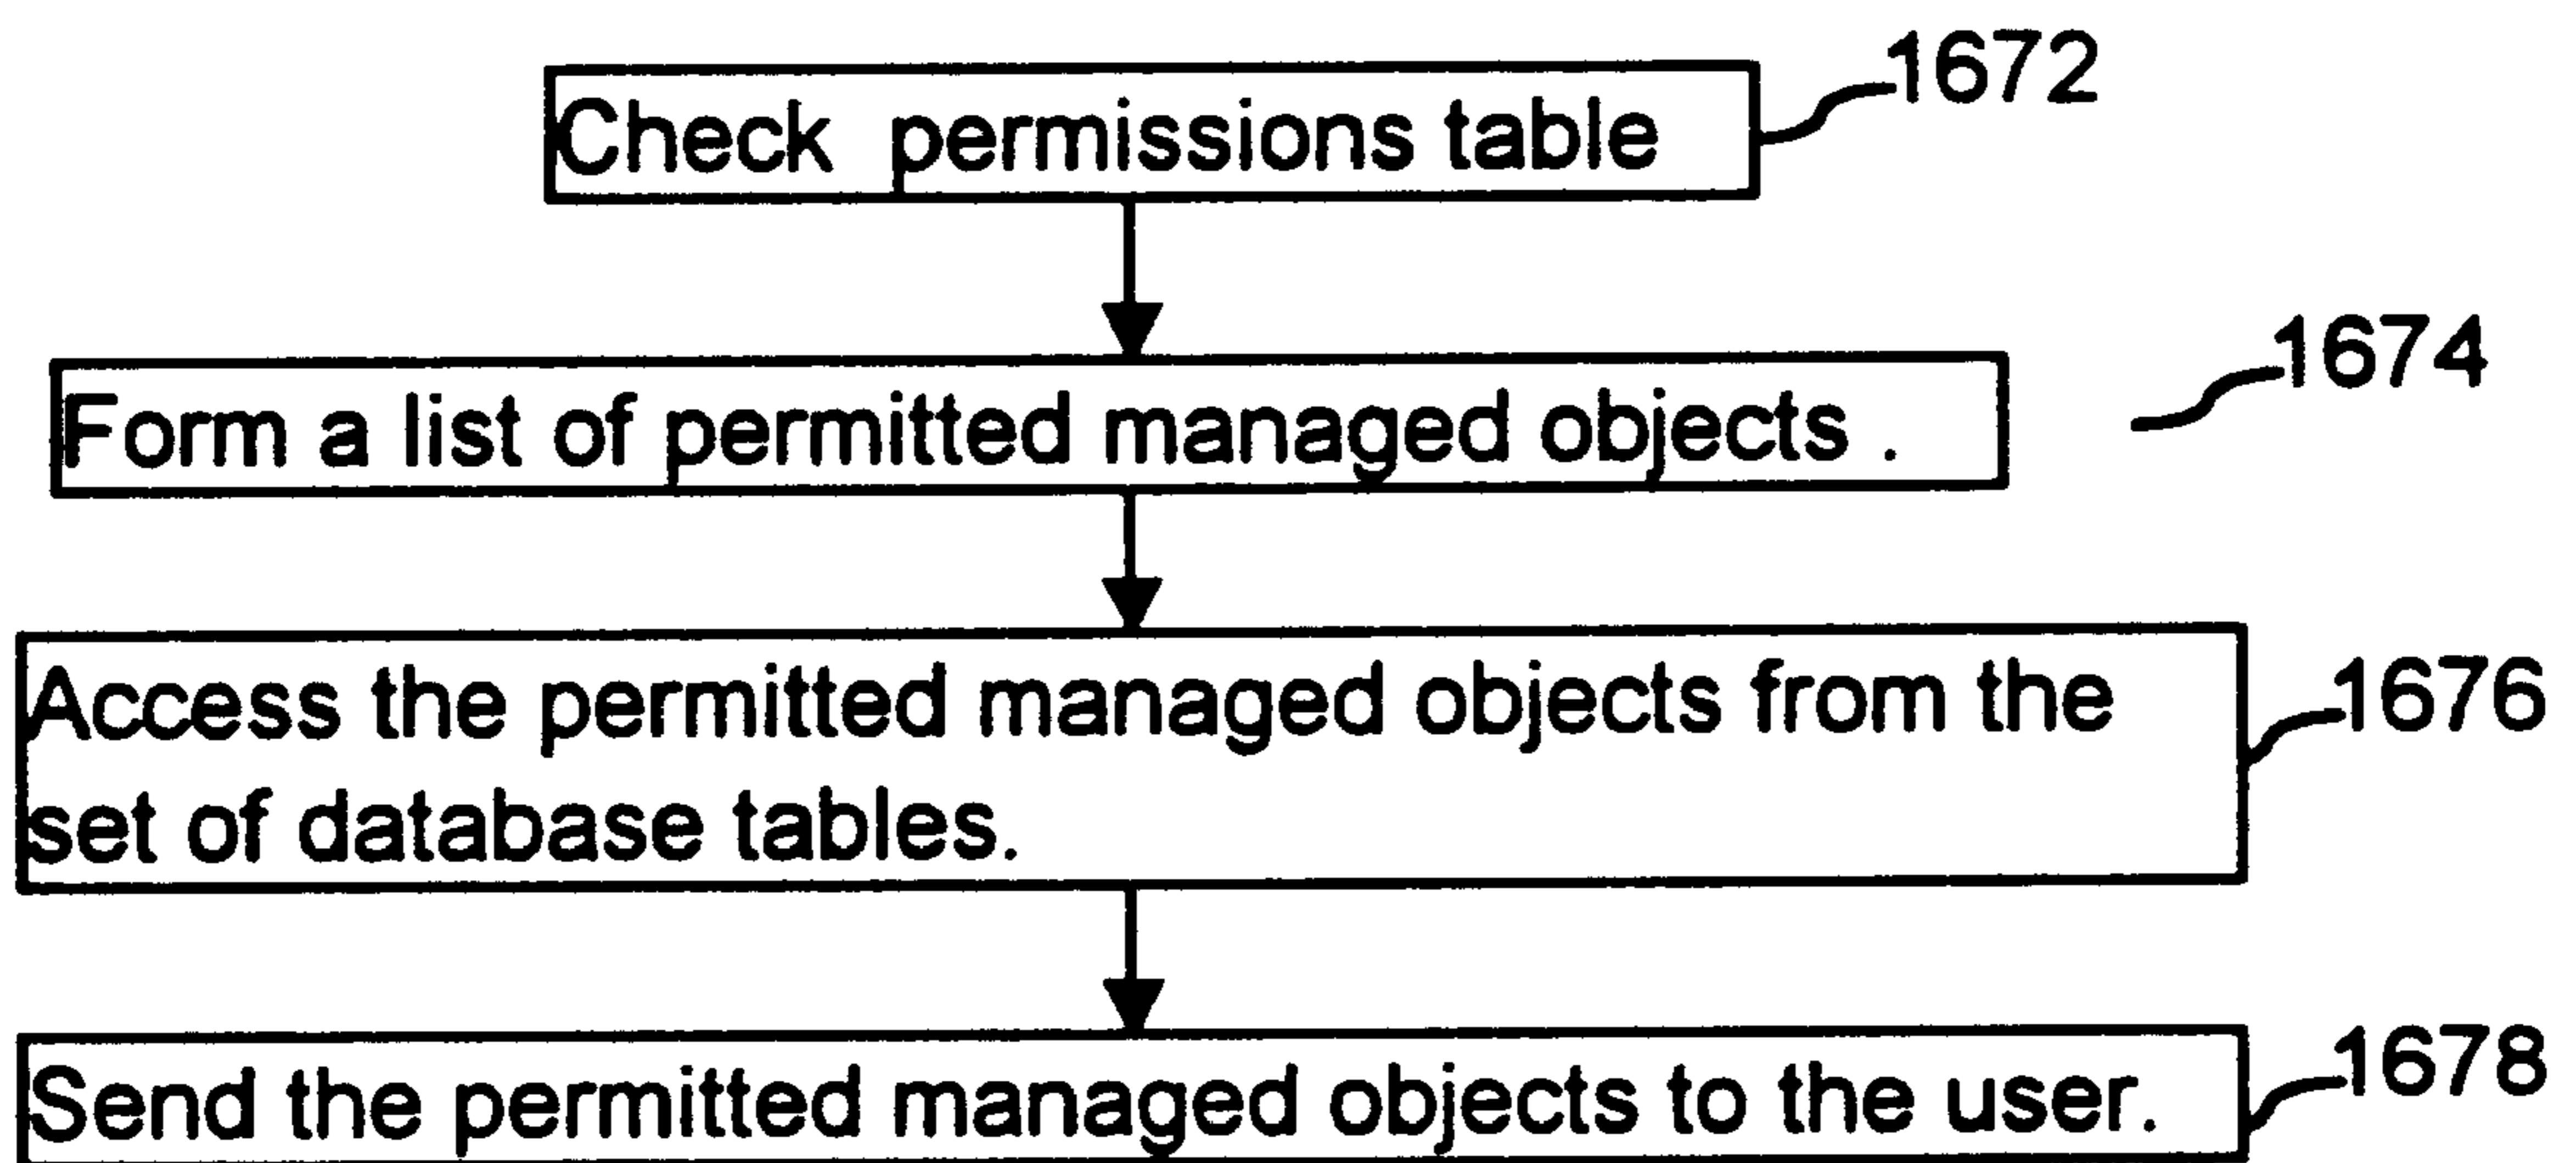 1672
Check permissions table
1674
Form a list of permitted managed objects .
Access the permitted managed objects from the
1676
set of database tables.
1678
Send the permitted managed objects to the user.